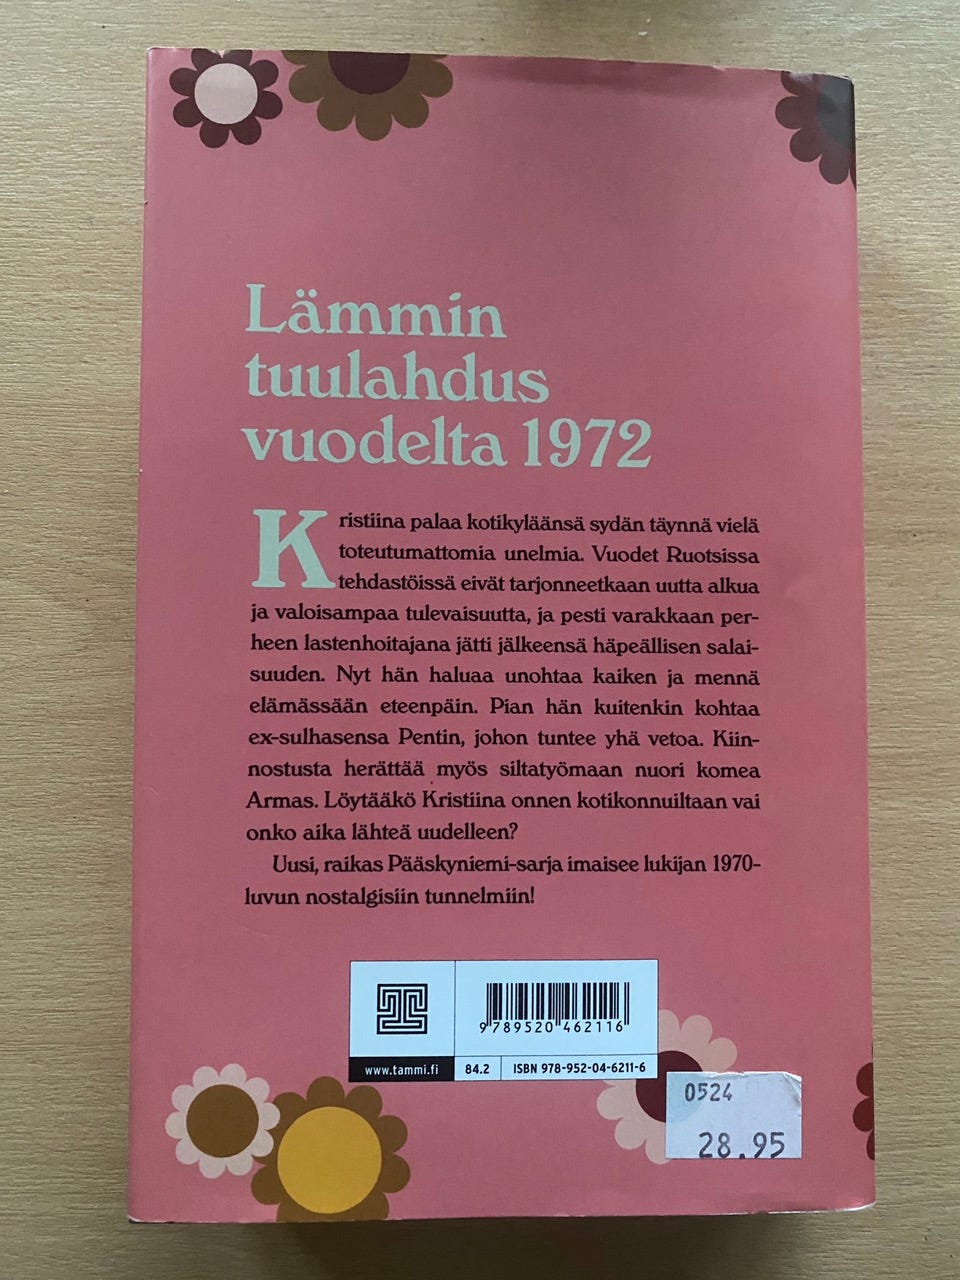 Lämmin
tuulahdus
vuodelta 1972
Kristiina palaa kotikyläänsä sydän täynnä vielä
toteutumattomia unelmia. Vuodet Ruotsissa
tehdastöissä eivät tarjonneetkaan uutta alkua
ja valoisampaa tulevaisuutta, ja pesti varakkaan per-
heen lastenhoitajana jätti jälkeensä häpeällisen salai-
suuden. Nyt hän haluaa unohtaa kaiken ja mennä
elämässään eteenpäin. Pian hän kuitenkin kohtaa
ex-sulhasensa Pentin, johon tuntee yhä vetoa. Kiin-
nostusta herättää myös siltatyömaan nuori komea
Armas. Löytääkö Kristiina onnen kotikonnuiltaan vai
onko aika lähteä uudelleen?
Uusi, raikas Pääskyniemi-sarja imaisee lukijan 1970-
luvun nostalgisiin tunnelmiin!
9 789520 462116
www.tammi.fi 84.2 ISBN 978-952-04-6211-6
0524
28.95